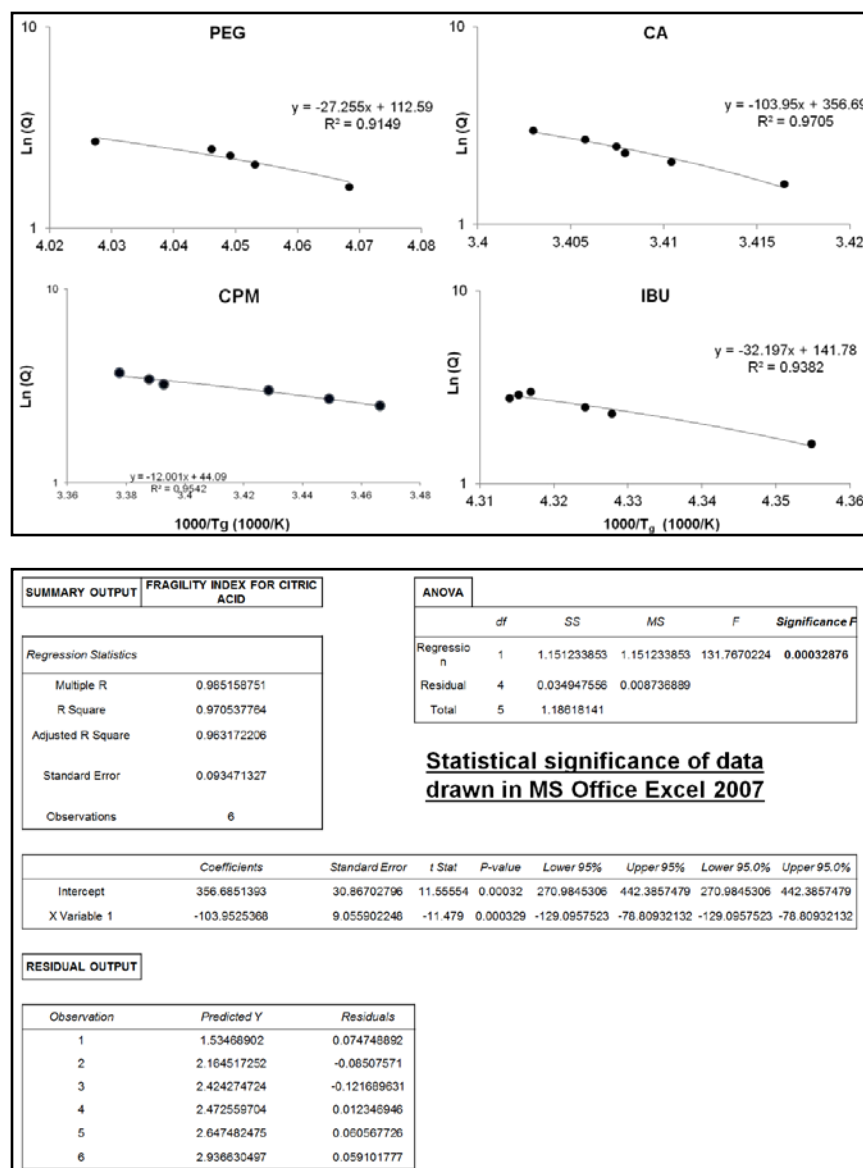 PEG
10
Ln (Q)
y = -27.255x + 112.59
R² = 0.9149
1
4.02 4.03 4.04 4.05 4.06 4.07 4.08
CA
10
Ln (Q)
y = -103.95x + 356.69
R² = 0.9705
1
3.4 3.405 3.41 3.415 3.42
CPM
10
Ln (Q)
y = -12.001x + 44.09
R² = 0.9542
1
3.36 3.38 3.4 3.42 3.44 3.46 3.48
1000/Tg (1000/K)
IBU
10
Ln (Q)
y = -32.197x + 141.78
R² = 0.9382
1
4.31 4.32 4.33 4.34 4.35 4.36
1000/Tg (1000/K)
SUMMARY OUTPUT FRAGILITY INDEX FOR CITRIC
ACID
Regression Statistics
Multiple R 0.985158751
R Square 0.970537764
Adjusted R Square 0.963172206
Standard Error 0.093471327
Observations 6
ANOVA
df SS MS F Significance F
Regressio
n 1 1.151233853 1.151233853 131.7670224 0.00032876
Residual 4 0.034947556 0.008736889
Total 5 1.18618141
Statistical significance of data
drawn in MS Office Excel 2007
Coefficients Standard Error t Stat P-value Lower 95% Upper 95% Lower 95.0% Upper 95.0%
Intercept 356.6851393 30.86702796 11.55554 0.00032 270.9845306 442.3857479 270.9845306 442.3857479
X Variable 1 -103.9525368 9.055902248 -11.479 0.000329 -129.0957523 -78.80932132 -129.0957523 -78.80932132
RESIDUAL OUTPUT
Observation Predicted Y Residuals
1 1.53468902 0.074748892
2 2.164517252 -0.08507571
3 2.424274724 -0.121689631
4 2.472559704 0.012346946
5 2.647482475 0.060567726
6 2.936630497 0.059101777